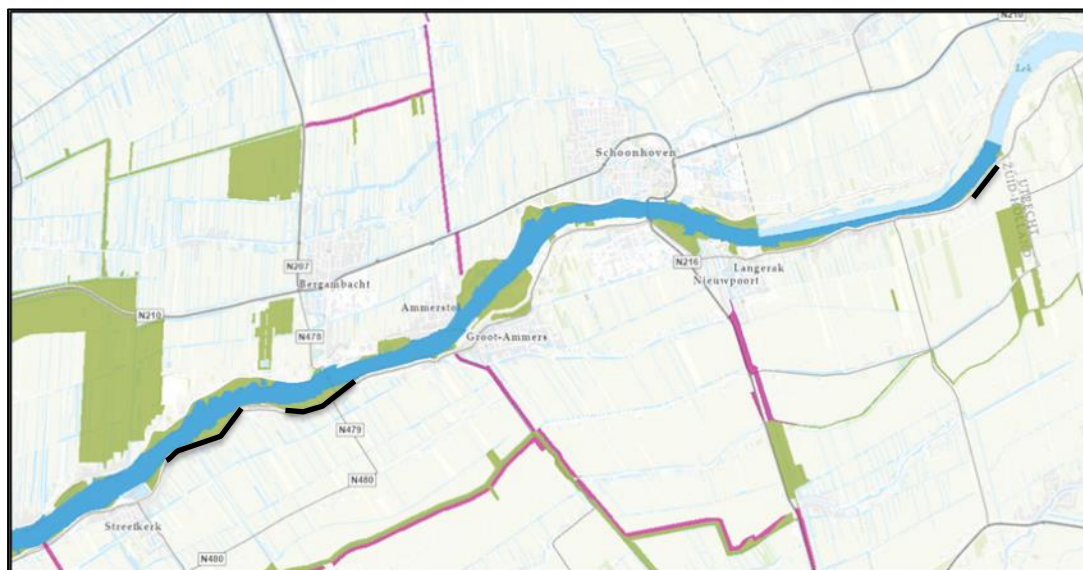 N210
Lek
Schoonhoven
UTRECHT
ZUID-HOLLAND
N207
Bergambacht
N216
Langerak
Nieuwpoort
Ammerstol
N210
Groot-Ammers
N478
N479
N480
Streefkerk
N480